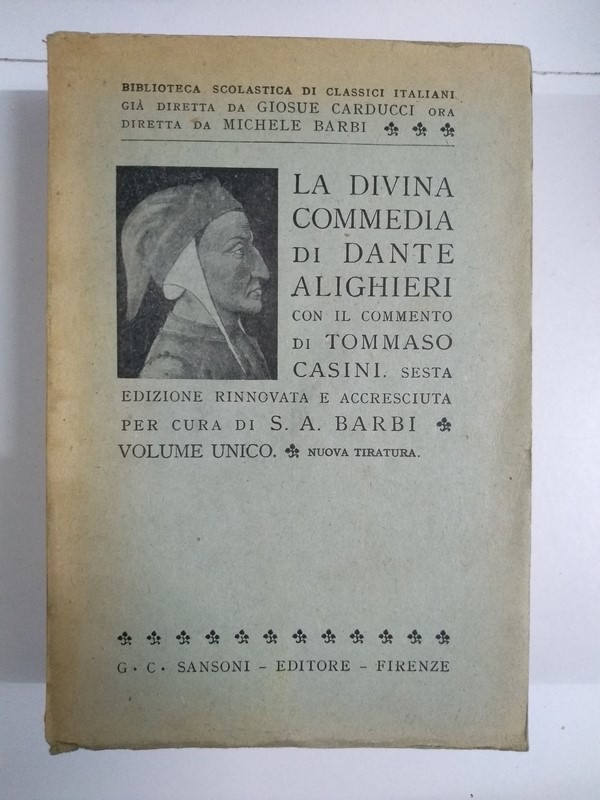 BIBLIOTECA SCOLASTICA DI CLASSICI ITALIANI
GIÀ DIRETTA DA GIOSUE CARDUCCI ORA
DIRETTA DA MICHELE BARBI
LA DIVINA
COMMEDIA
DI DANTE
ALIGHIERI
CON IL COMMENTO
DI TOMMASO
CASINI. SESTA
EDIZIONE RINNOVATA E ACCRESCIUTA
PER CURA DI S. A. BARBI
VOLUME UNICO. NUOVA TIRATURA.
G · C · SANSONI - EDITORE - FIRENZE